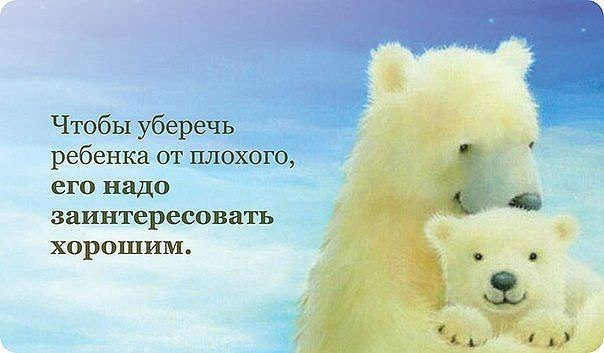 Чтобы уберечь
ребенка от плохого,
его надо
заинтересовать
хорошим.